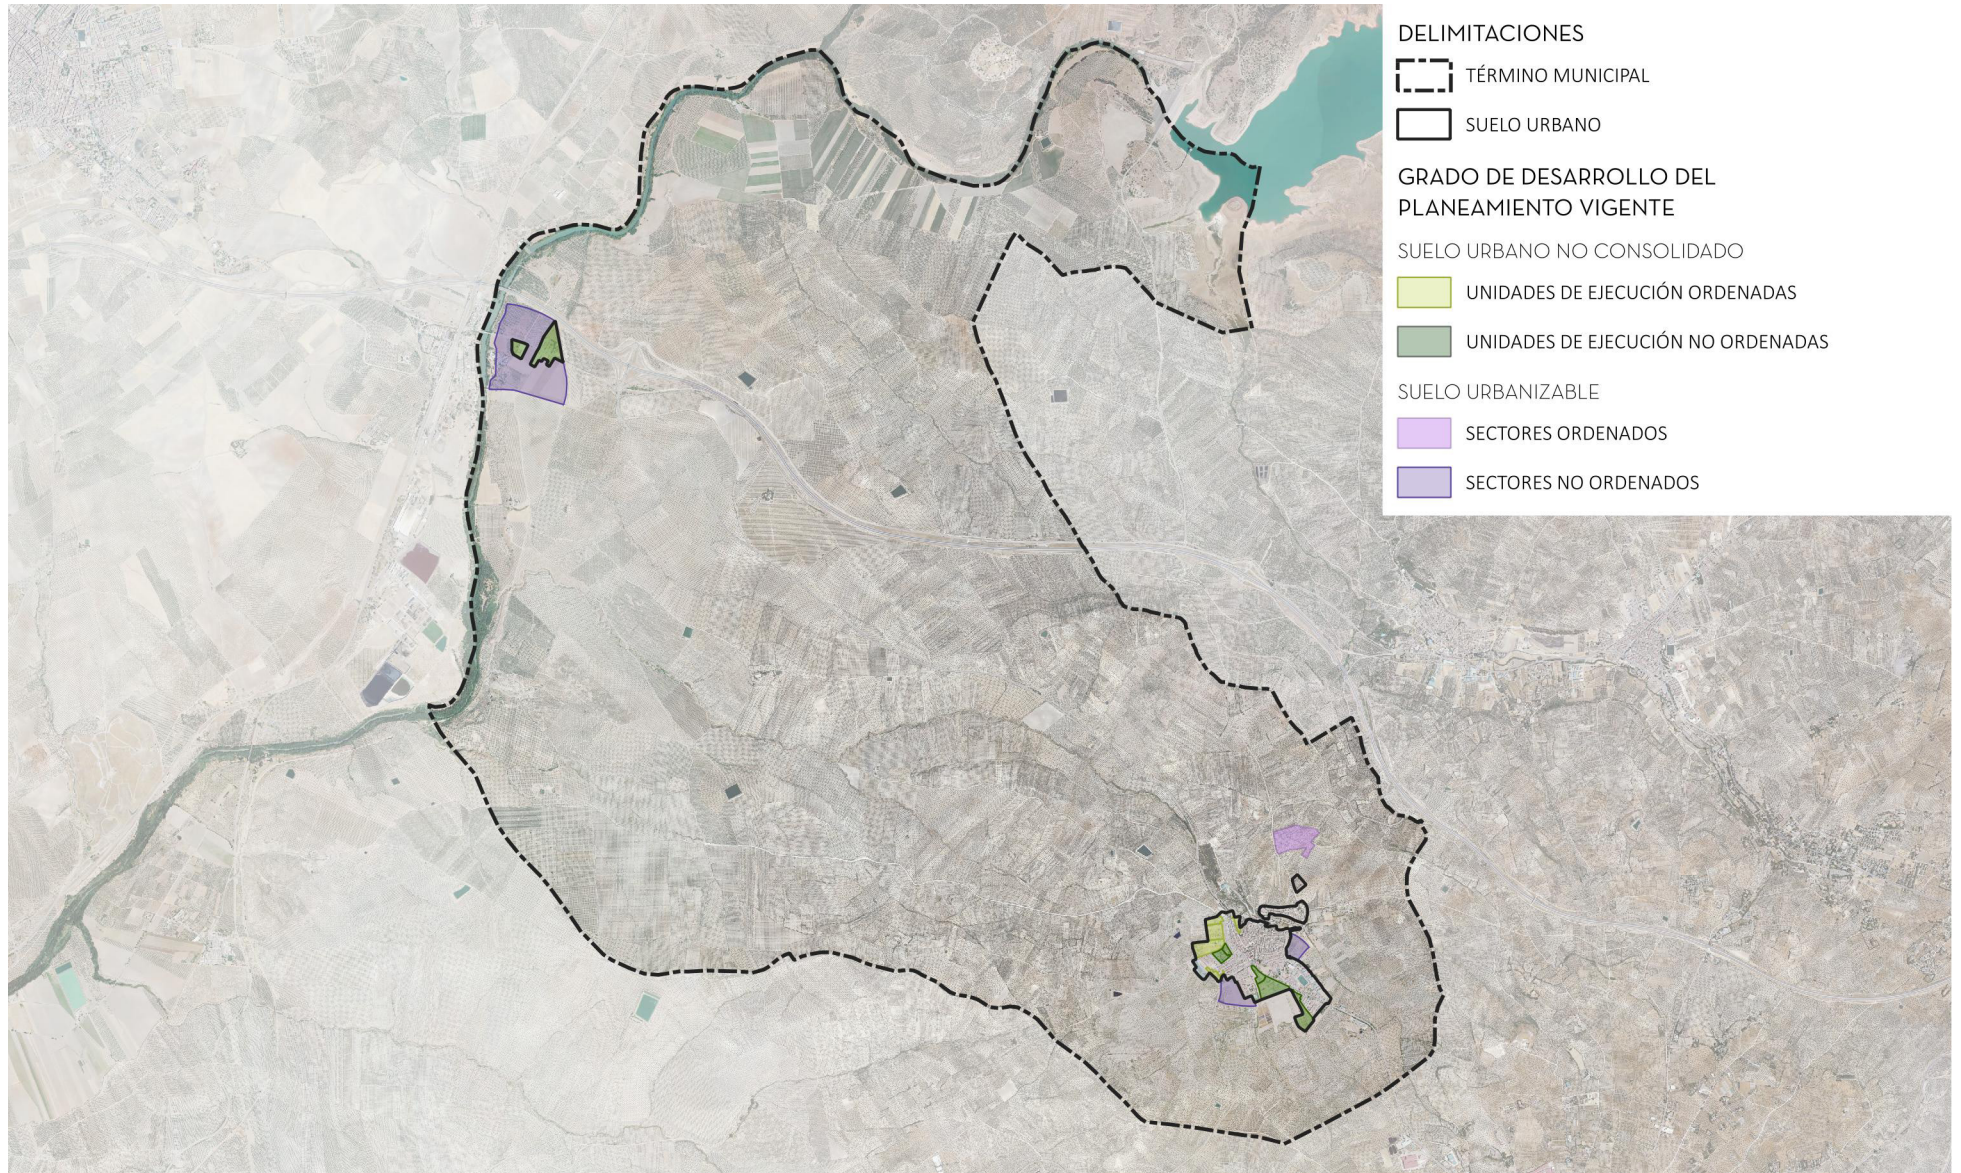 DELIMITACIONES
TÉRMINO MUNICIPAL
SUELO URBANO
GRADO DE DESARROLLO DEL
PLANEAMIENTO VIGENTE
SUELO URBANO NO CONSOLIDADO
UNIDADES DE EJECUCIÓN ORDENADAS
UNIDADES DE EJECUCIÓN NO ORDENADAS
SUELO URBANIZABLE
SECTORES ORDENADOS
SECTORES NO ORDENADOS